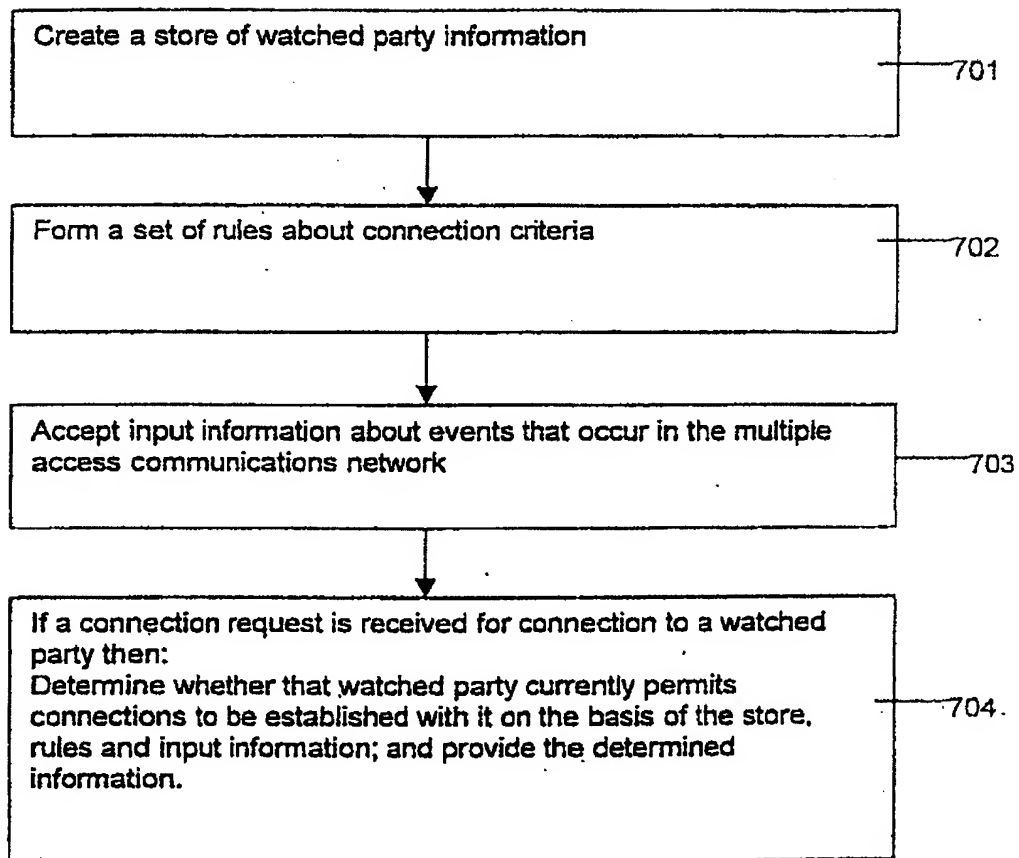 Create a store of watched party information
701
Form a set of rules about connection criteria
702
Accept input information about events that occur in the multiple
access communications network
703
If a connection request is received for connection to a watched
party then:
Determine whether that watched party currently permits
connections to be established with it on the basis of the store,
rules and input information; and provide the determined
information.
704